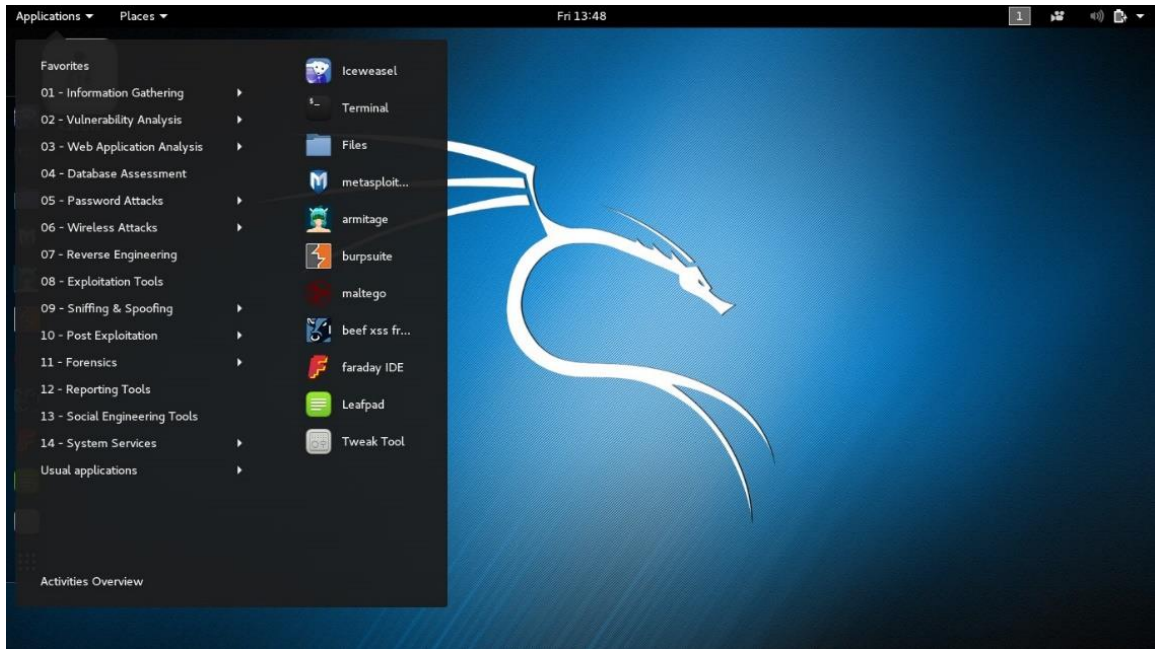 Applications Places Fri 13:48 1
Favorites
01 - Information Gathering
02 - Vulnerability Analysis
03 - Web Application Analysis
04 - Database Assessment
05 - Password Attacks
06 - Wireless Attacks
07 - Reverse Engineering
08 - Exploitation Tools
09 - Sniffing & Spoofing
10 - Post Exploitation
11 - Forensics
12 - Reporting Tools
13 - Social Engineering Tools
14 - System Services
Usual applications
Activities Overview
Iceweasel
Terminal
Files
metasploit...
armitage
burpsuite
maltego
beef xss fr...
faraday IDE
Leafpad
Tweak Tool